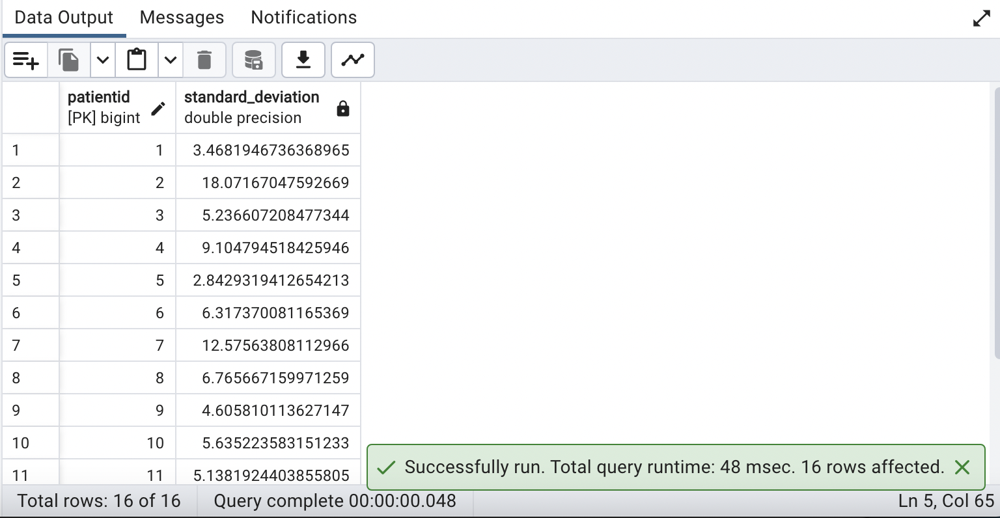 Data Output Messages Notifications
patientid
[PK] bigint
standard_deviation
double precision
1 1 3.4681946736368965
2 2 18.07167047592669
3 3 5.236607208477344
4 4 9.104794518425946
5 5 2.8429319412654213
6 6 6.317370081165369
7 7 12.57563808112966
8 8 6.765667159971259
9 9 4.605810113627147
10 10 5.635223583151233
11 11 5.1381924403855805
Successfully run. Total query runtime: 48 msec. 16 rows affected.
Total rows: 16 of 16 Query complete 00:00:00.048 Ln 5, Col 65